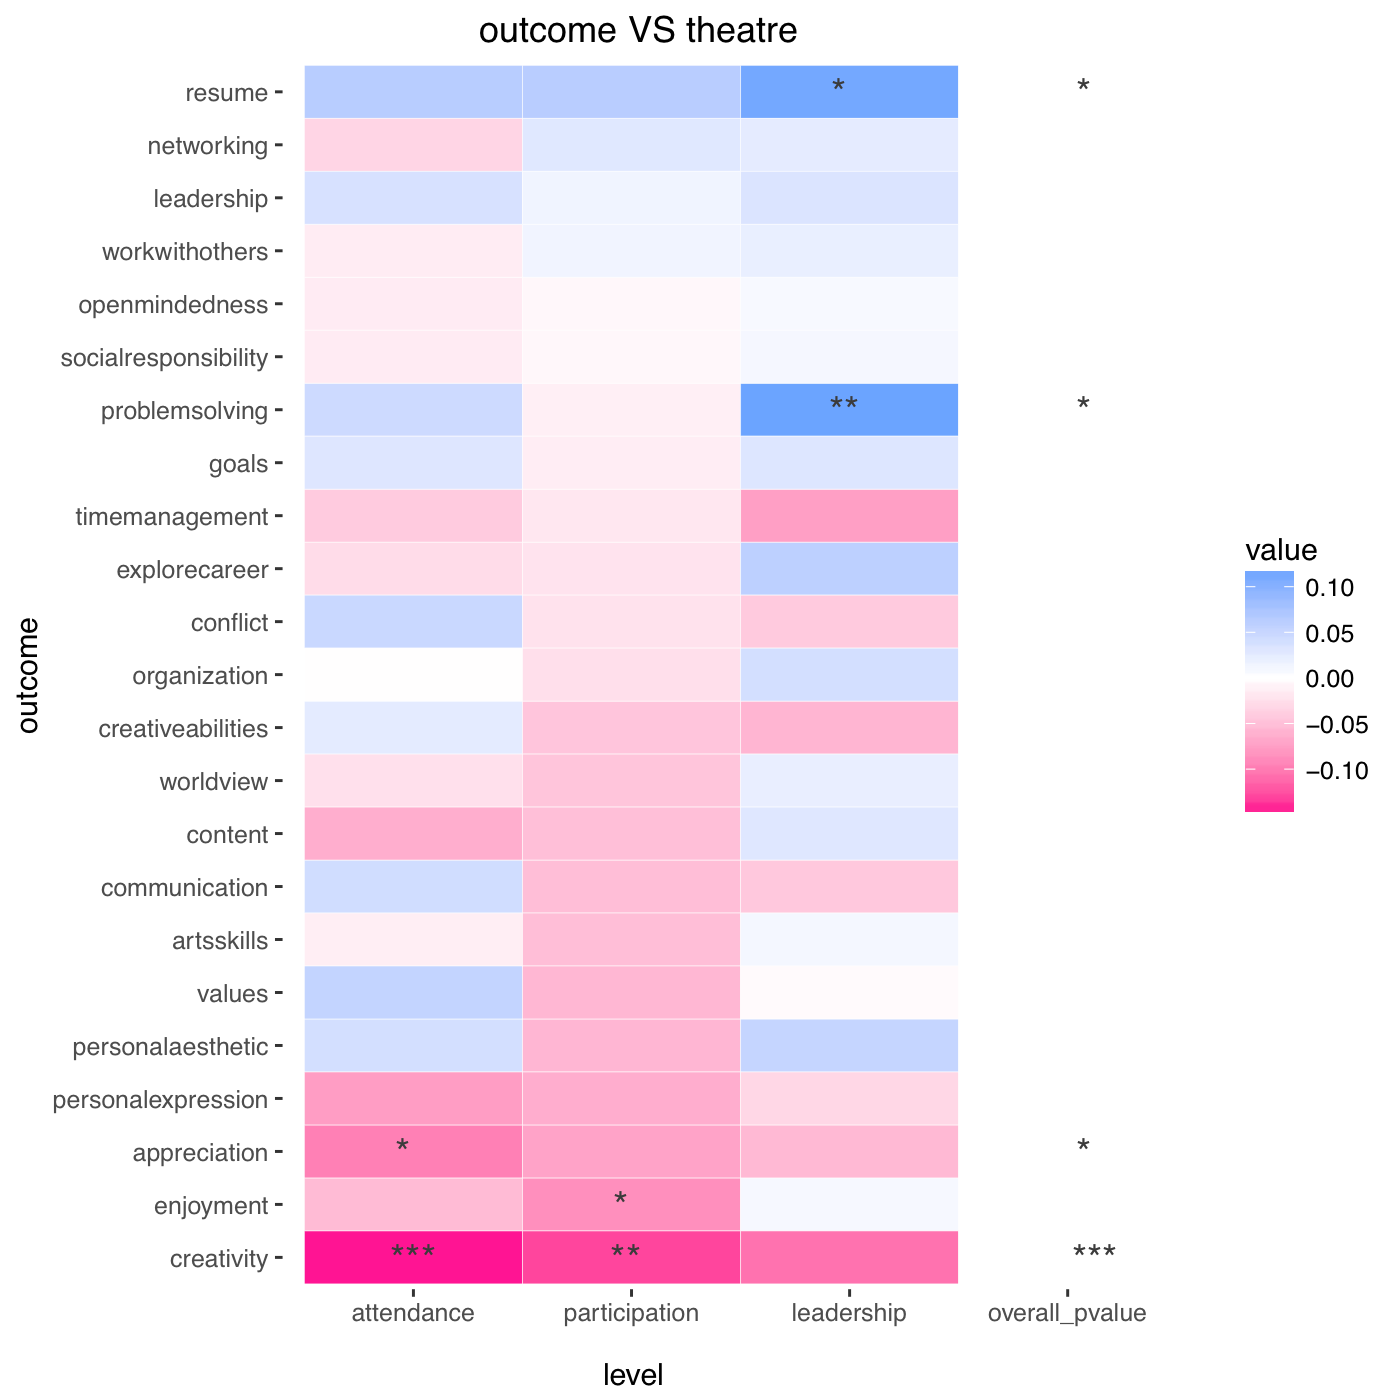 outcome VS theatre
resume * *
networking
leadership
workwithothers
openmindedness
socialresponsibility
problemsolving ** *
goals
timemanagement
explorecareer
conflict
organization
creativeabilities
worldview
content
communication
artsskills
values
personalaesthetic
personalexpression
appreciation * *
enjoyment *
creativity *** ** ***
attendance participation leadership overall_pvalue
level
outcome
value
0.10
0.05
0.00
−0.05
−0.10